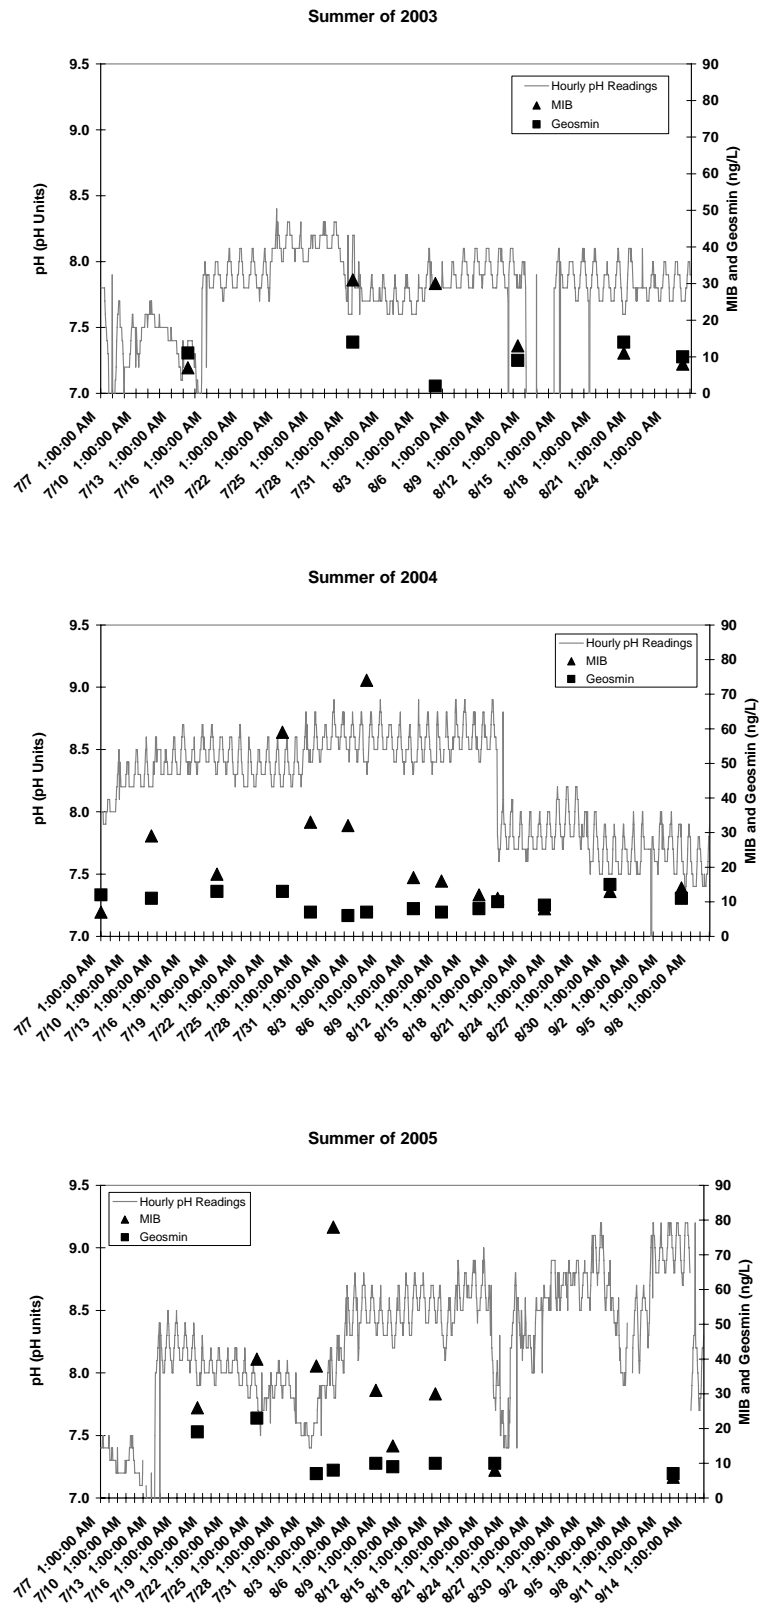 Summer of 2003
9.5
9.0
8.5
8.0
7.5
7.0
pH (pH Units)
90
80
70
60
50
40
30
20
10
0
MIB and Geosmin (ng/L)
Hourly pH Readings
MIB
Geosmin
7/7 1:00:00 AM
7/10 1:00:00 AM
7/13 1:00:00 AM
7/16 1:00:00 AM
7/19 1:00:00 AM
7/22 1:00:00 AM
7/25 1:00:00 AM
7/28 1:00:00 AM
7/31 1:00:00 AM
8/3 1:00:00 AM
8/6 1:00:00 AM
8/9 1:00:00 AM
8/12 1:00:00 AM
8/15 1:00:00 AM
8/18 1:00:00 AM
8/21 1:00:00 AM
8/24 1:00:00 AM
Summer of 2004
9.5
9.0
8.5
8.0
7.5
7.0
pH (pH Units)
90
80
70
60
50
40
30
20
10
0
MIB and Geosmin (ng/L)
Hourly pH Readings
MIB
Geosmin
7/7 1:00:00 AM
7/10 1:00:00 AM
7/13 1:00:00 AM
7/16 1:00:00 AM
7/19 1:00:00 AM
7/22 1:00:00 AM
7/25 1:00:00 AM
7/28 1:00:00 AM
7/31 1:00:00 AM
8/3 1:00:00 AM
8/6 1:00:00 AM
8/9 1:00:00 AM
8/12 1:00:00 AM
8/15 1:00:00 AM
8/18 1:00:00 AM
8/21 1:00:00 AM
8/24 1:00:00 AM
8/27 1:00:00 AM
8/30 1:00:00 AM
9/2 1:00:00 AM
9/5 1:00:00 AM
9/8 1:00:00 AM
Summer of 2005
9.5
9.0
8.5
8.0
7.5
7.0
pH (pH units)
90
80
70
60
50
40
30
20
10
0
MIB and Geosmin (ng/L)
Hourly pH Readings
MIB
Geosmin
7/7 1:00:00 AM
7/10 1:00:00 AM
7/13 1:00:00 AM
7/16 1:00:00 AM
7/19 1:00:00 AM
7/22 1:00:00 AM
7/25 1:00:00 AM
7/28 1:00:00 AM
7/31 1:00:00 AM
8/3 1:00:00 AM
8/6 1:00:00 AM
8/9 1:00:00 AM
8/12 1:00:00 AM
8/15 1:00:00 AM
8/18 1:00:00 AM
8/21 1:00:00 AM
8/24 1:00:00 AM
8/27 1:00:00 AM
8/30 1:00:00 AM
9/2 1:00:00 AM
9/5 1:00:00 AM
9/8 1:00:00 AM
9/11 1:00:00 AM
9/14 1:00:00 AM